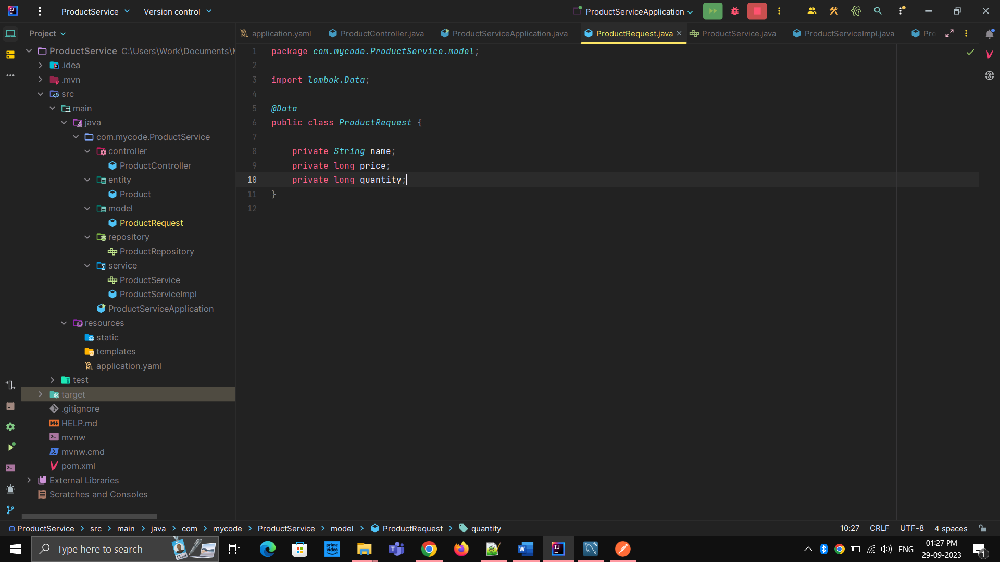 ProductService
Version control
ProductServiceApplication
Project
application.yaml
ProductController.java
ProductServiceApplication.java
ProductRequest.java
ProductService.java
ProductServiceImpl.java
ProductService C:\Users\Work\Documents\
.idea
.mvn
src
main
java
com.mycode.ProductService
controller
ProductController
entity
Product
model
ProductRequest
repository
ProductRepository
service
ProductService
ProductServiceImpl
ProductServiceApplication
resources
static
templates
application.yaml
test
target
.gitignore
HELP.md
mvnw
mvnw.cmd
pom.xml
External Libraries
Scratches and Consoles
1 package com.mycode.ProductService.model;
2
3 import lombok.Data;
4
5 @Data
6 public class ProductRequest {
7
8 private String name;
9 private long price;
10 private long quantity;
11 }
12
ProductService > src > main > java > com > mycode > ProductService > model > ProductRequest > quantity
10:27 CRLF UTF-8 4 spaces
Type here to search
prime video
ENG
01:27 PM
29-09-2023
1